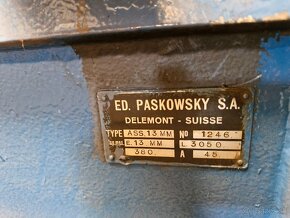 ED. PASKOWSKY S.A.
DELEMONT - SUISSE
TYPE ASS.13 MM No 1246
E.13 MM L 3050
380 A 45